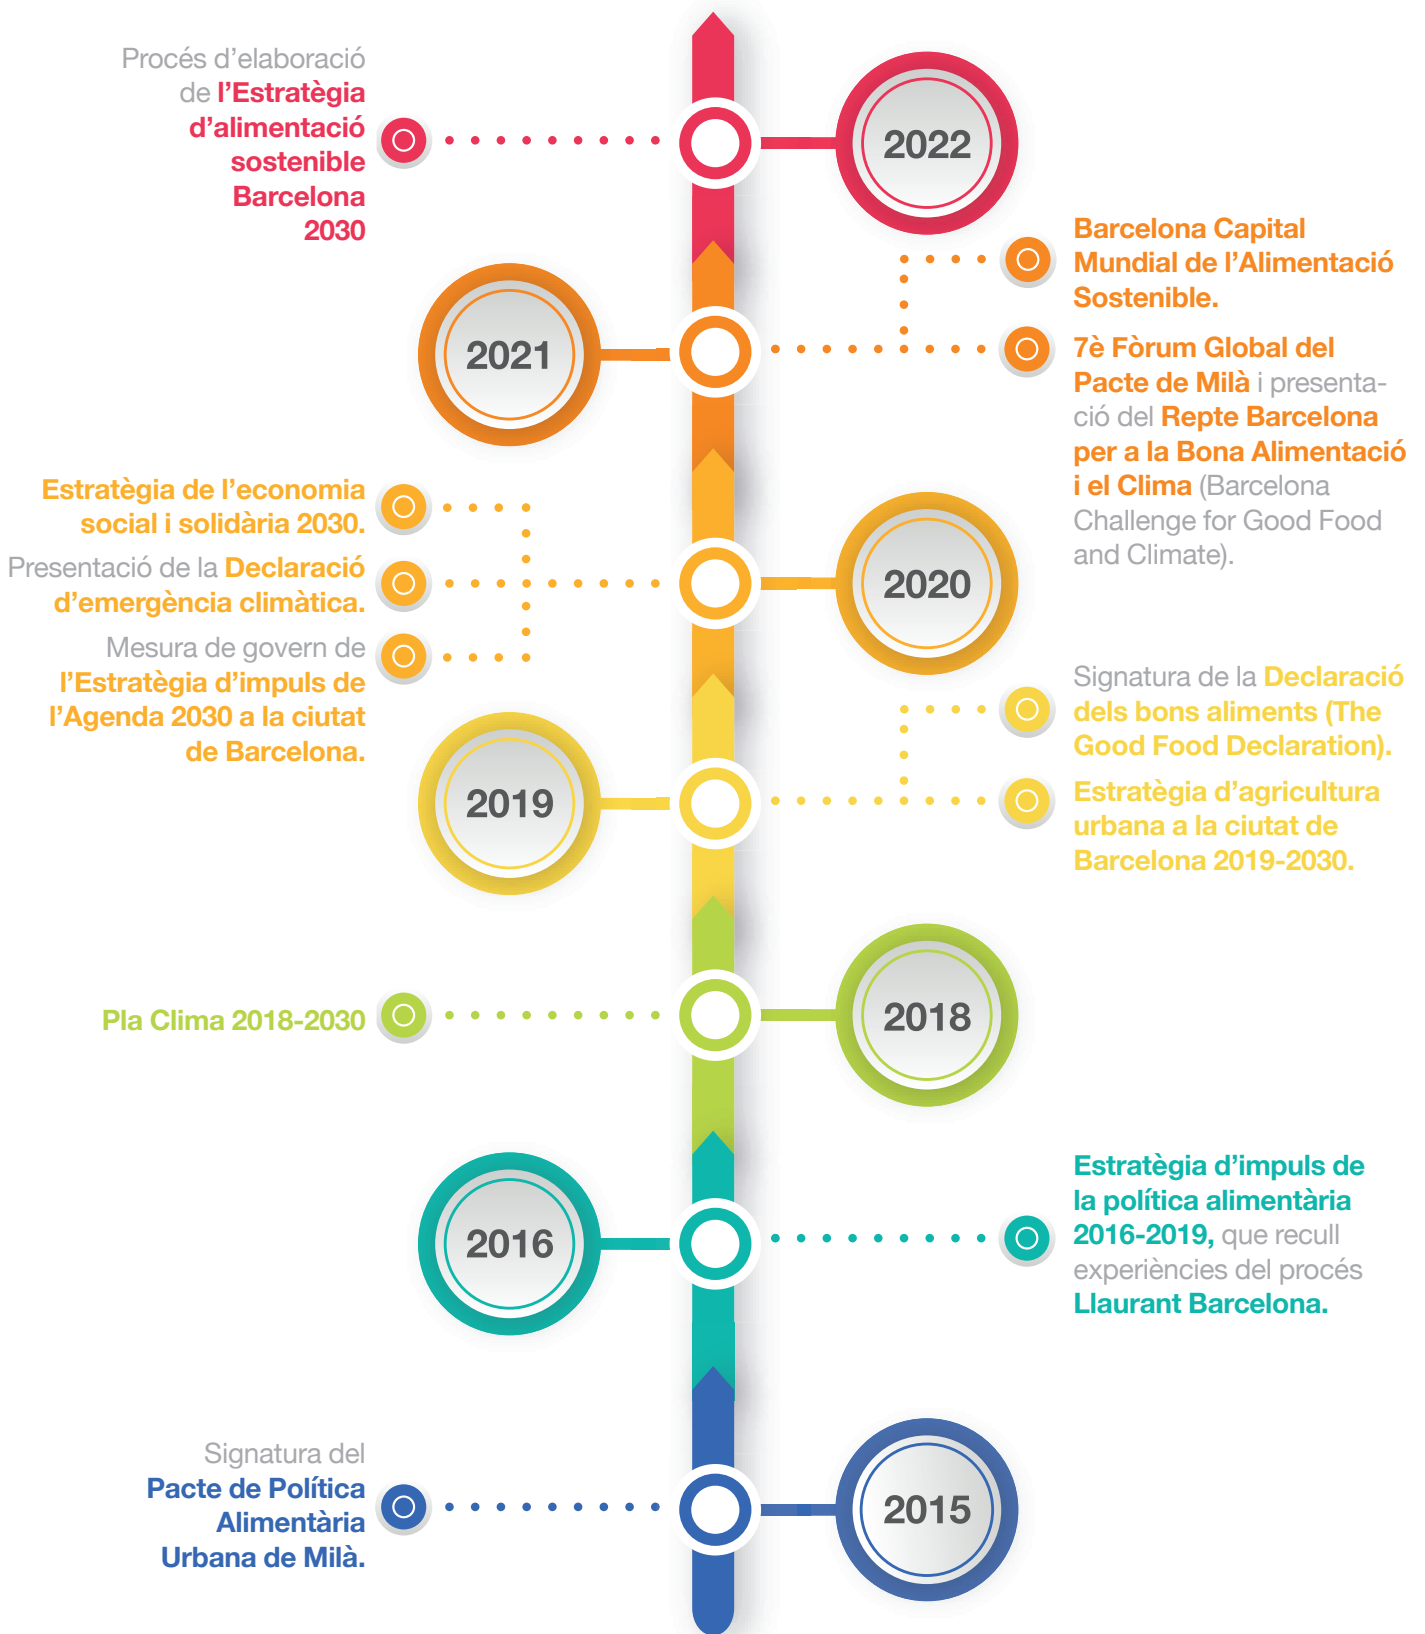 Procés d’elaboració
de l’Estratègia
d’alimentació
sostenible
Barcelona
2030
2022
Barcelona Capital
Mundial de l’Alimentació
Sostenible.
2021
7è Fòrum Global del
Pacte de Milà i presenta-
ció del Repte Barcelona
per a la Bona Alimentació
i el Clima (Barcelona
Challenge for Good Food
and Climate).
Estratègia de l’economia
social i solidària 2030.
Presentació de la Declaració
d’emergència climàtica.
Mesura de govern de
l’Estratègia d’impuls de
l’Agenda 2030 a la ciutat
de Barcelona.
2020
Signatura de la Declaració
dels bons aliments (The
Good Food Declaration).
2019
Estratègia d’agricultura
urbana a la ciutat de
Barcelona 2019-2030.
Pla Clima 2018-2030
2018
2016
Estratègia d’impuls de
la política alimentària
2016-2019, que recull
experiències del procés
Llaurant Barcelona.
Signatura del
Pacte de Política
Alimentària
Urbana de Milà.
2015